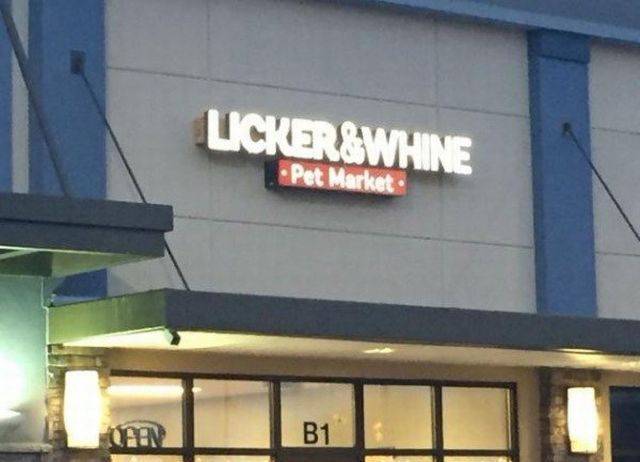 LICKER&WHINE
• Pet Market •
OPEN
B1